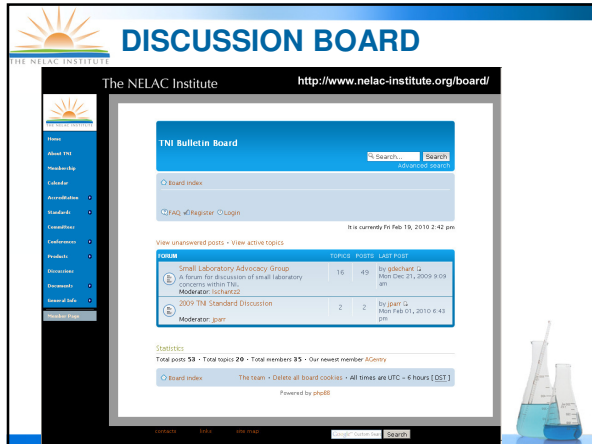 DISCUSSION BOARD
THE NELAC INSTITUTE
The NELAC Institute
http://www.nelac-institute.org/board/
THE NELAC INSTITUTE
Home
About TNI
Membership
Calendar
Accreditation
Standards
Committees
Conferences
Products
Discussions
Documents
General Info
Member Page
TNI Bulletin Board
Search... Search
Advanced search
Board index
FAQ Register Login
It is currently Fri Feb 19, 2010 2:42 pm
View unanswered posts • View active topics
FORUM TOPICS POSTS LAST POST
Small Laboratory Advocacy Group
A forum for discussion of small laboratory
concerns within TNI.
Moderator: lschantz2
16 49
by gdechant
Mon Dec 21, 2009 9:09
am
2009 TNI Standard Discussion
Moderator: jparr
2 2
by jparr
Mon Feb 01, 2010 6:43
pm
Statistics
Total posts 53 • Total topics 20 • Total members 35 • Our newest member AGentry
Board index The team • Delete all board cookies • All times are UTC - 6 hours [ DST ]
Powered by phpBB
contacts links site map
Search